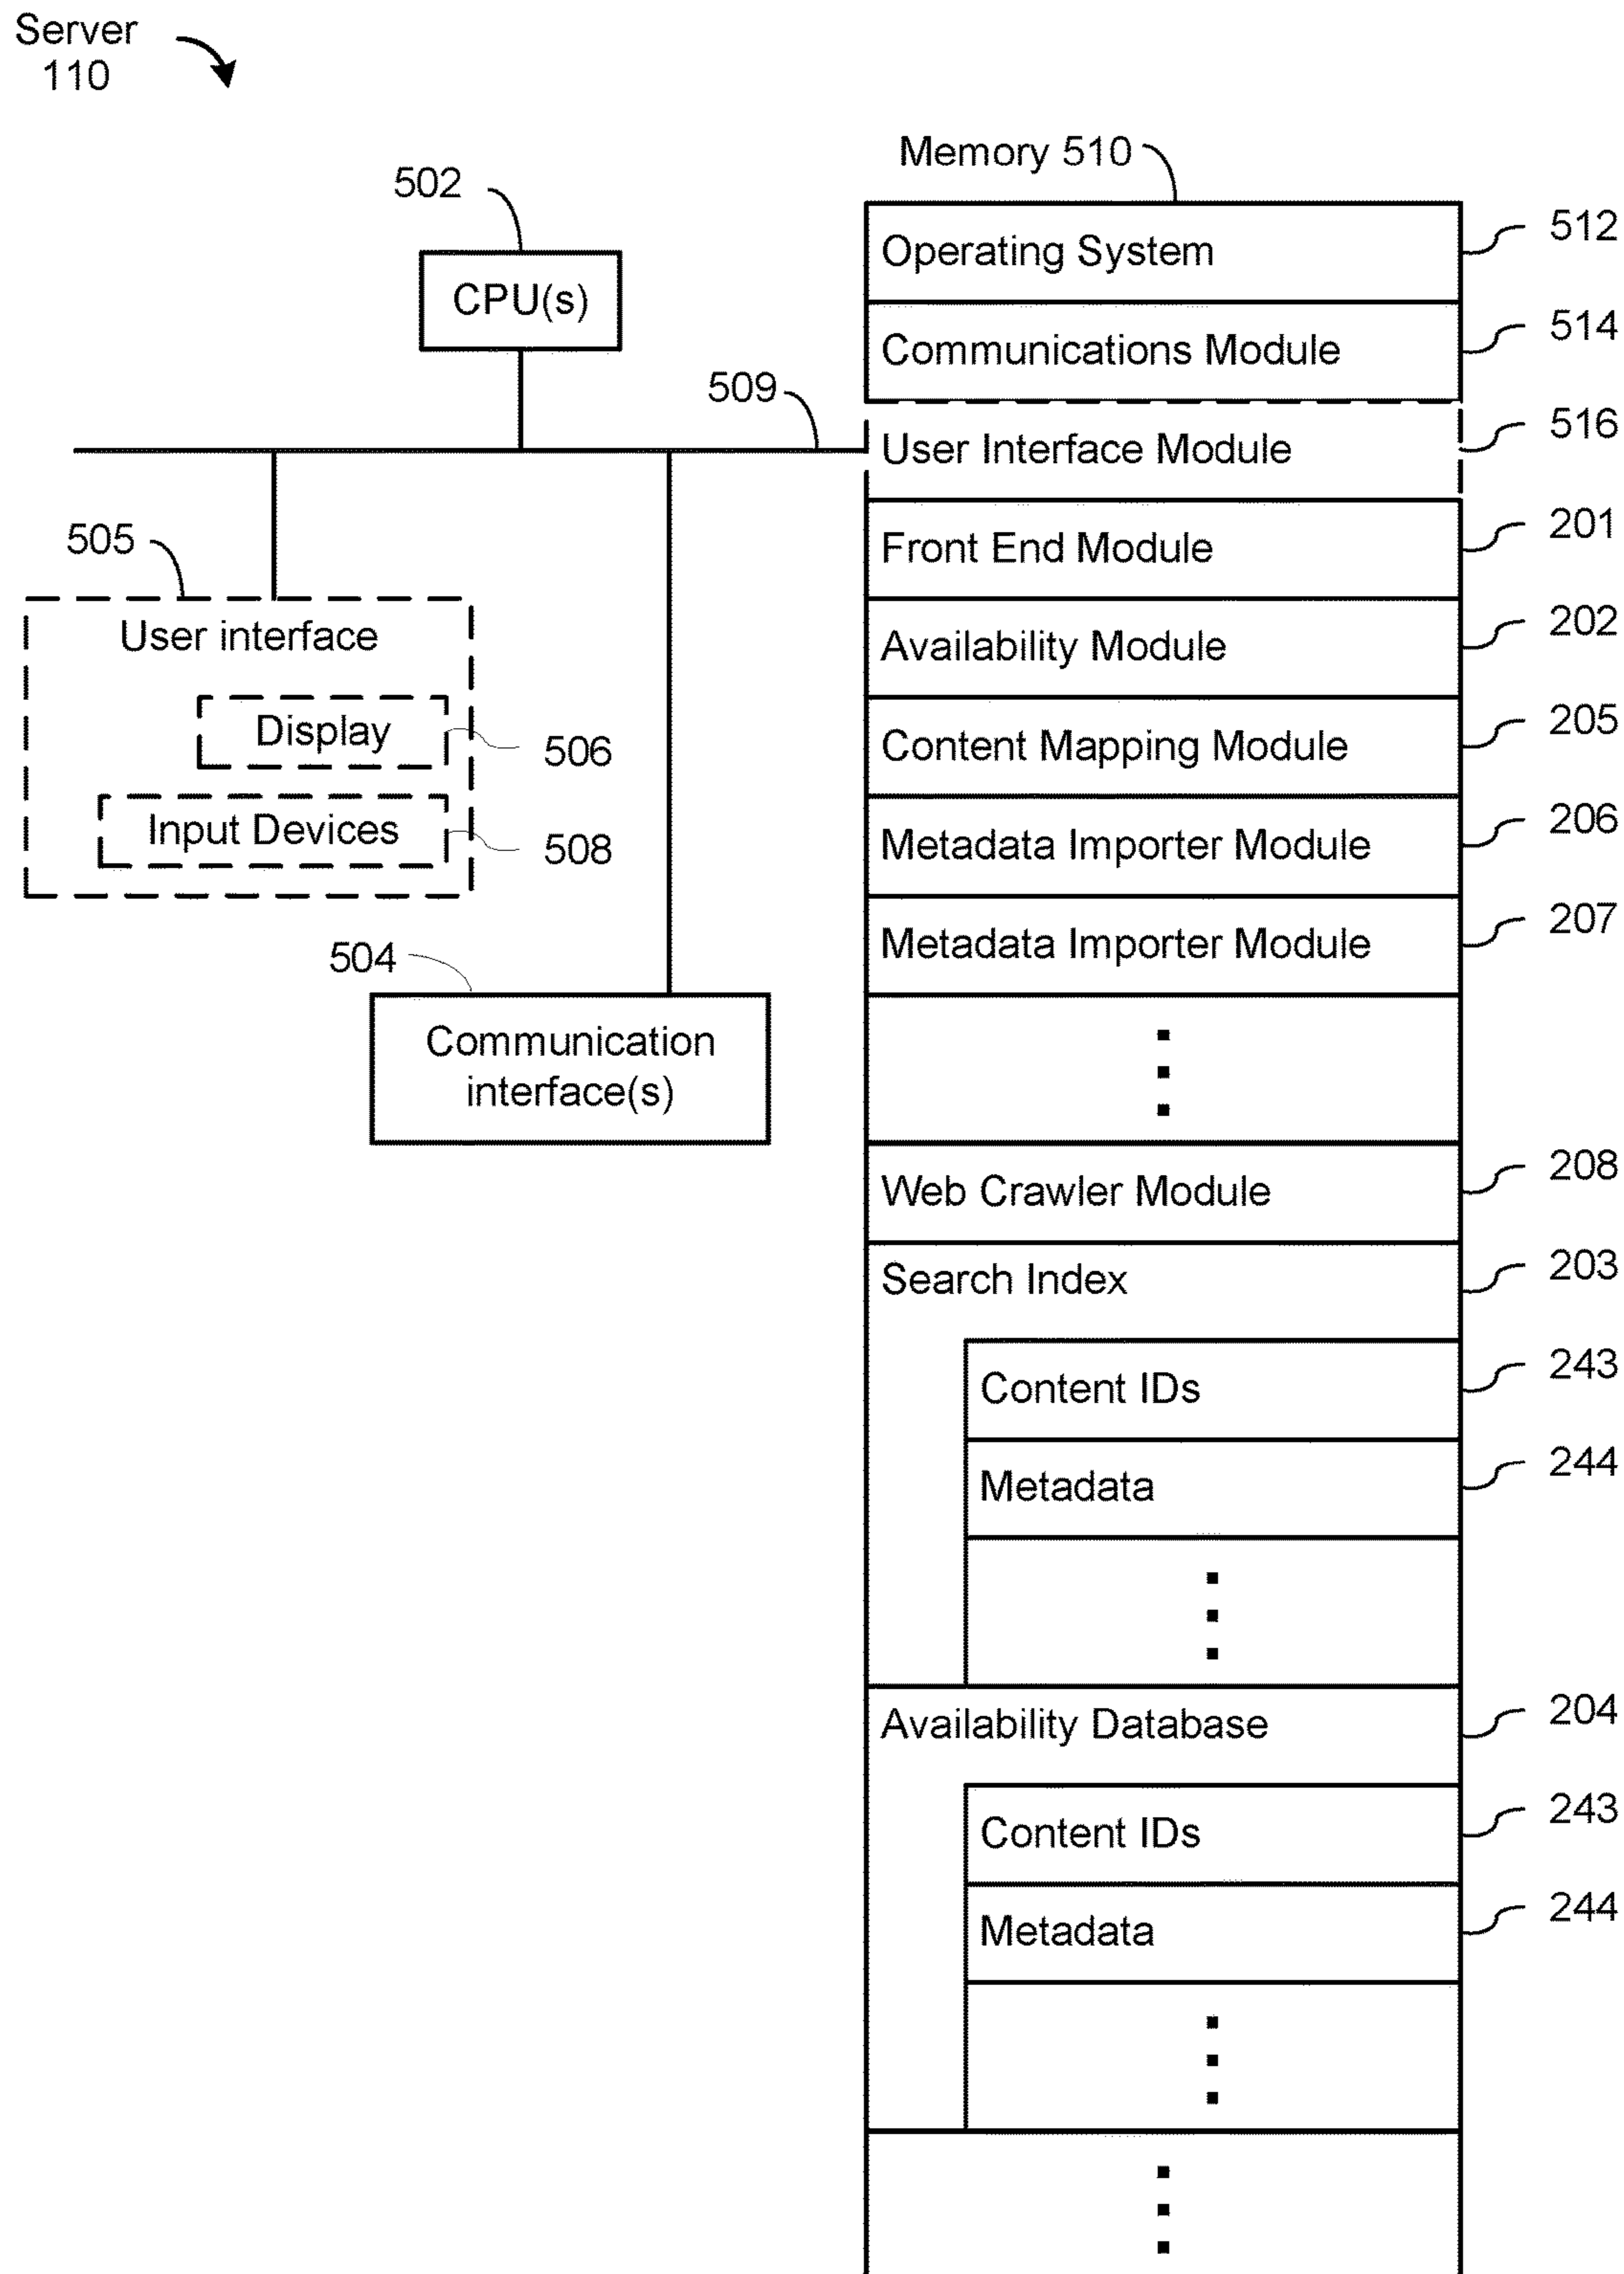 Server
110
Memory 510
502
CPU(s)
509
505
User interface
Display
506
Input Devices
508
504
Communication
interface(s)
Operating System
512
Communications Module
514
User Interface Module
516
Front End Module
201
Availability Module
202
Content Mapping Module
205
Metadata Importer Module
206
Metadata Importer Module
207
Web Crawler Module
208
Search Index
203
Content IDs
243
Metadata
244
Availability Database
204
Content IDs
243
Metadata
244